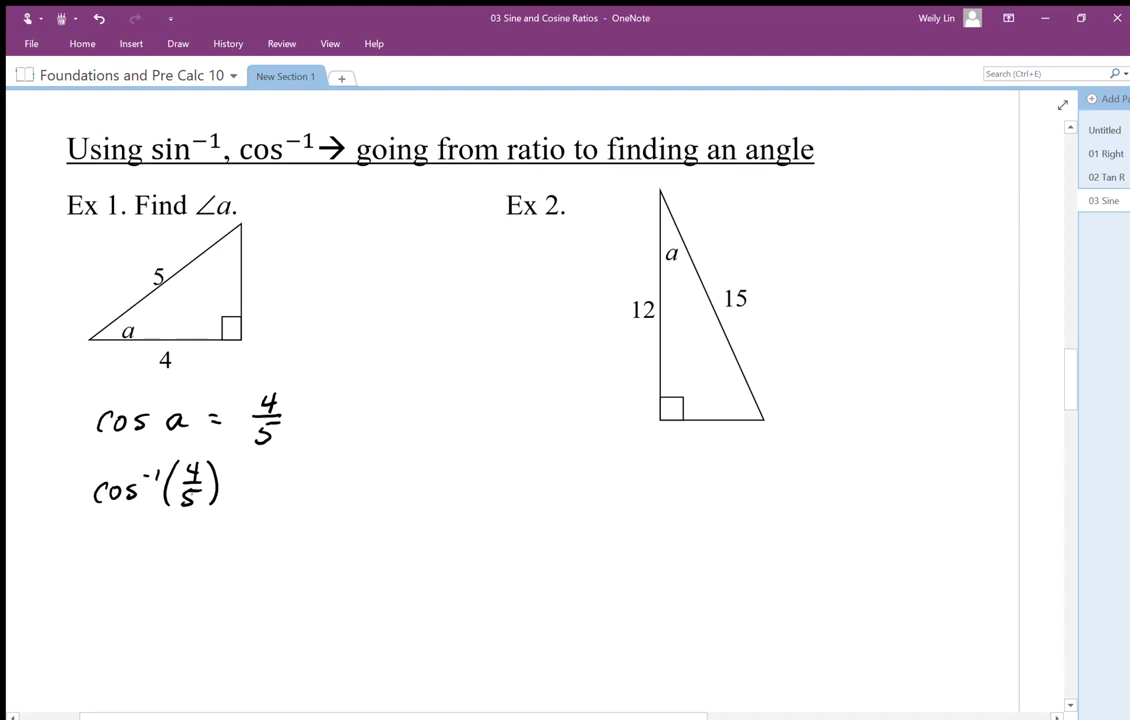 03 Sine and Cosine Ratios - OneNote
Weily Lin
File Home Insert Draw History Review View Help
Foundations and Pre Calc 10
New Section 1
Search (Ctrl+E)
Add Pa
Untitled
01 Right
02 Tan R
03 Sine
Using sin⁻¹, cos⁻¹→ going from ratio to finding an angle
Ex 1. Find ∠a.
5
a
4
cos a = 4/5
cos⁻¹(4/5)
Ex 2.
a
12
15